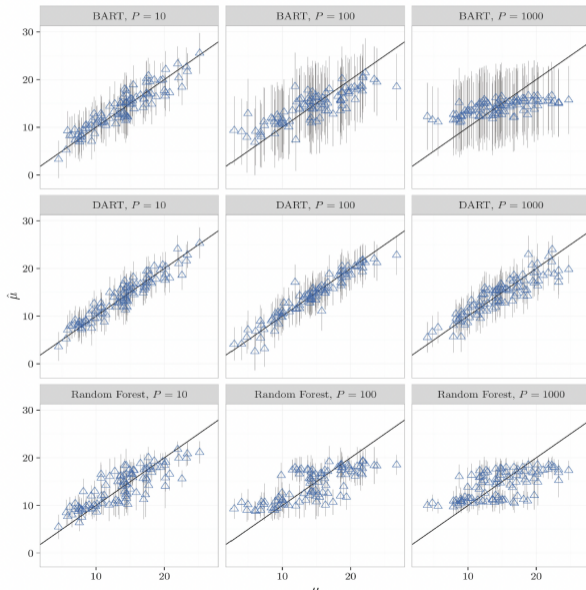 BART, P = 10 BART, P = 100 BART, P = 1000
30
20
10
0
DART, P = 10 DART, P = 100 DART, P = 1000
30
20
10
0
μ̂
Random Forest, P = 10 Random Forest, P = 100 Random Forest, P = 1000
30
20
10
0
10 20 10 20 10 20